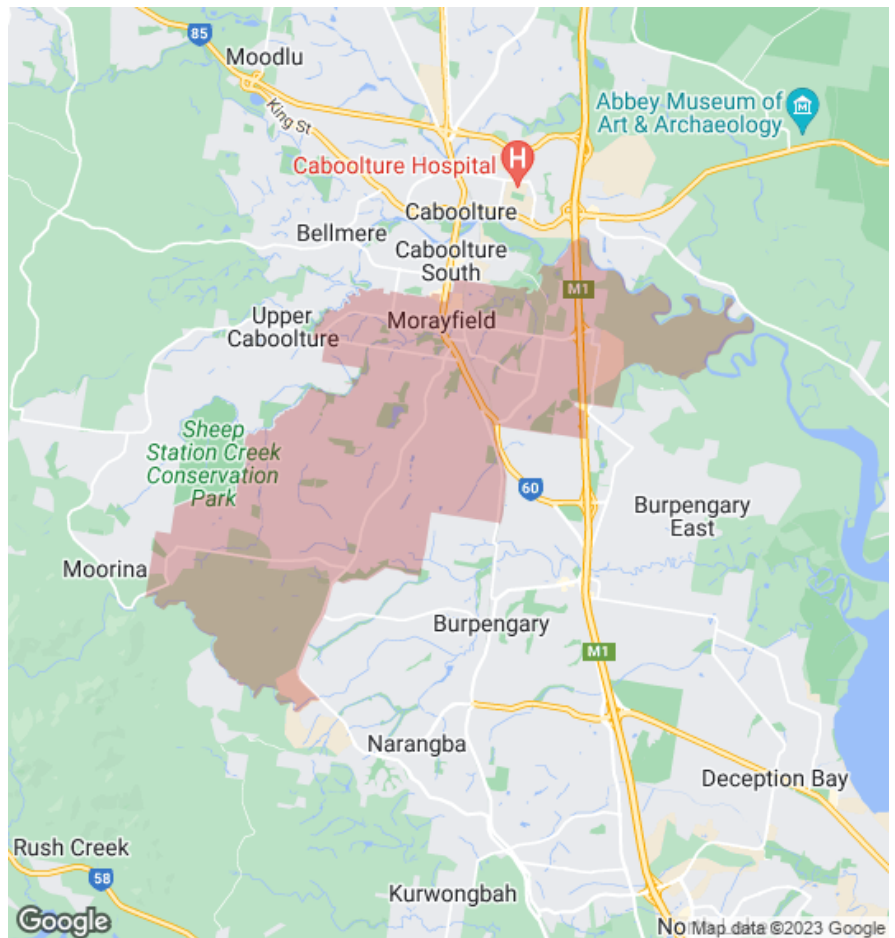 85
Moodlu
King St
Abbey Museum of
Art & Archaeology
M
Caboolture Hospital
H
Caboolture
Bellmere
Caboolture
South
M1
Upper
Caboolture
Morayfield
Sheep
Station Creek
Conservation
Park
60
Burpengary
East
Moorina
Burpengary
M1
Narangba
Deception Bay
Rush Creek
58
Kurwongbah
Google
No
Map data ©2023 Google